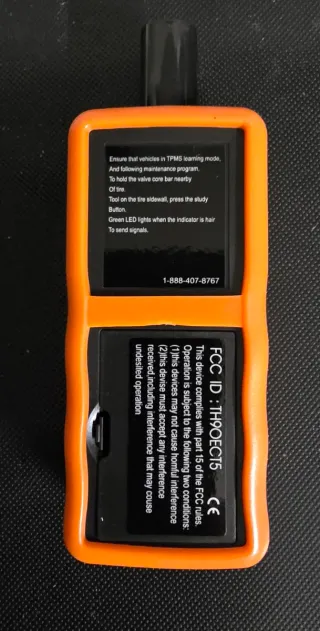 Ensure that vehicles in TPMS learning mode,
And following maintenance program.
To hold the valve core bar nearby
Of tire.
Tool on the tire sidewall, press the study
Button.
Green LED lights when the indicator is hair
To send signals.
1-888-407-8767
FCC ID : TH9OECT5 CE
This device complies with part 15 of the FCC rules.
Operation is subject to the following two conditions:
(1)this devices may not cause homful interference
(2)this devise must accept any interference
received.including interference that may couse
undesited operation